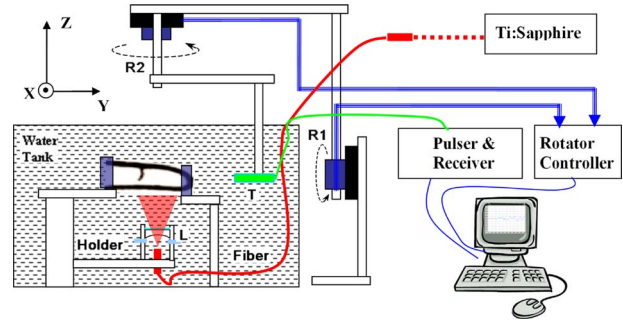 Z
X
Y
R2
Ti:Sapphire
Water
Tank
R1
Pulser &
Receiver
Rotator
Controller
T
L
Holder
Fiber